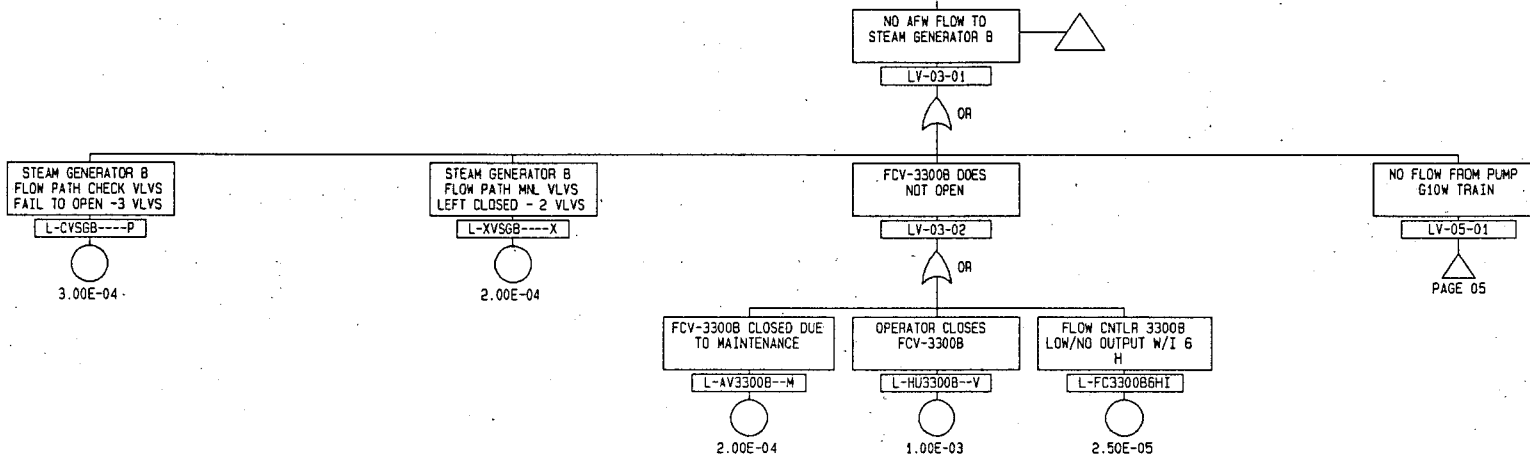 NO AFW FLOW TO
STEAM GENERATOR B
LV-03-01
OR
STEAM GENERATOR B
FLOW PATH CHECK VLVS
FAIL TO OPEN -3 VLVS
L-CVSGB----P
3.00E-04
STEAM GENERATOR B
FLOW PATH MNL VLVS
LEFT CLOSED - 2 VLVS
L-XVSGB----X
2.00E-04
FCV-3300B DOES
NOT OPEN
LV-03-02
OR
NO FLOW FROM PUMP
G10W TRAIN
LV-05-01
PAGE 05
FCV-3300B CLOSED DUE
TO MAINTENANCE
L-AV3300B--M
2.00E-04
OPERATOR CLOSES
FCV-3300B
L-HU3300B--V
1.00E-03
FLOW CNTLR 3300B
LOW/NO OUTPUT W/I 6
H
L-FC3300B6HI
2.50E-05